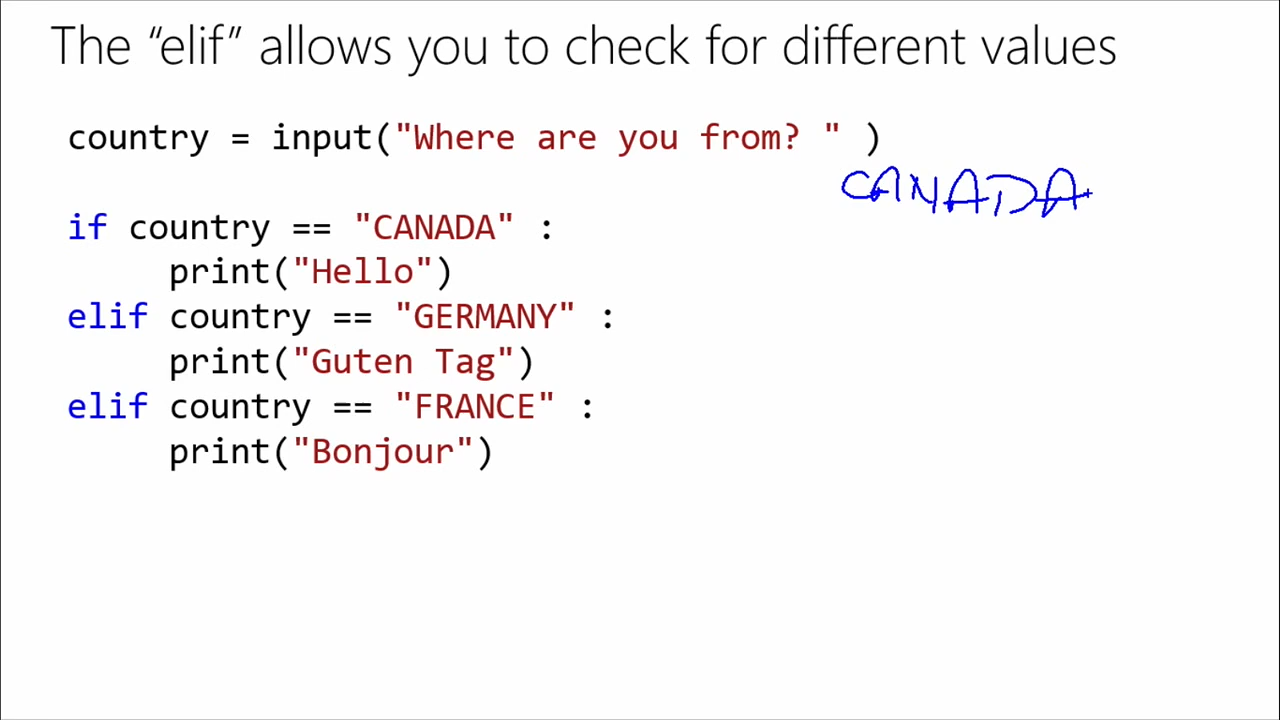 The “elif” allows you to check for different values
country = input("Where are you from? " )
CANADA
if country == "CANADA" :
print("Hello")
elif country == "GERMANY" :
print("Guten Tag")
elif country == "FRANCE" :
print("Bonjour")